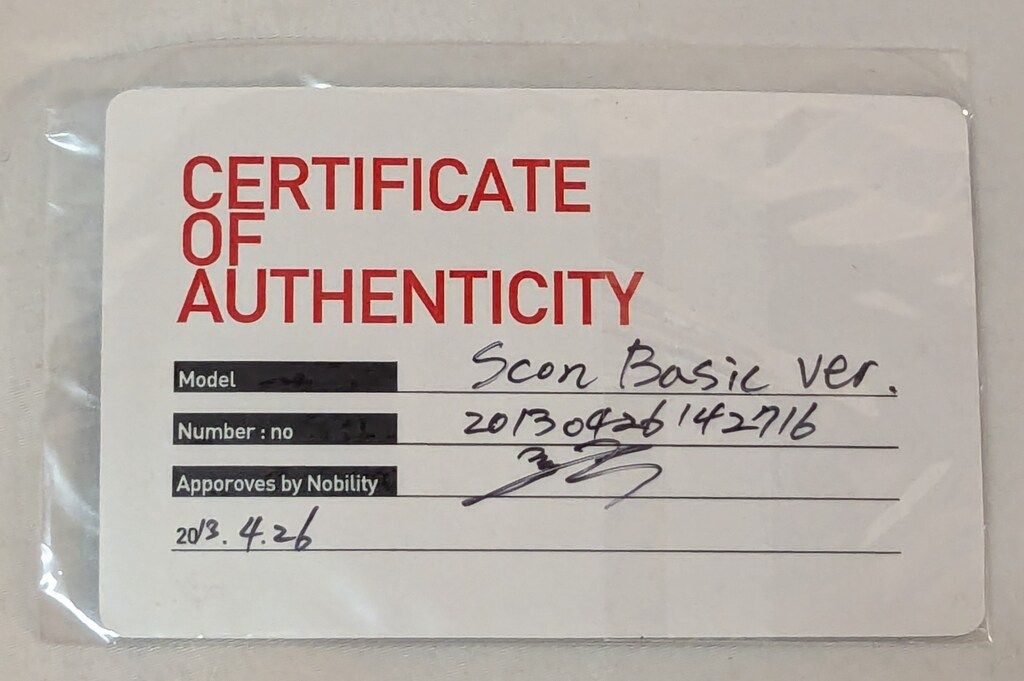 CERTIFICATE
OF
AUTHENTICITY
Model Scon Basic ver.
Number : no 20130426142716
Apporoves by Nobility
2013. 4. 26